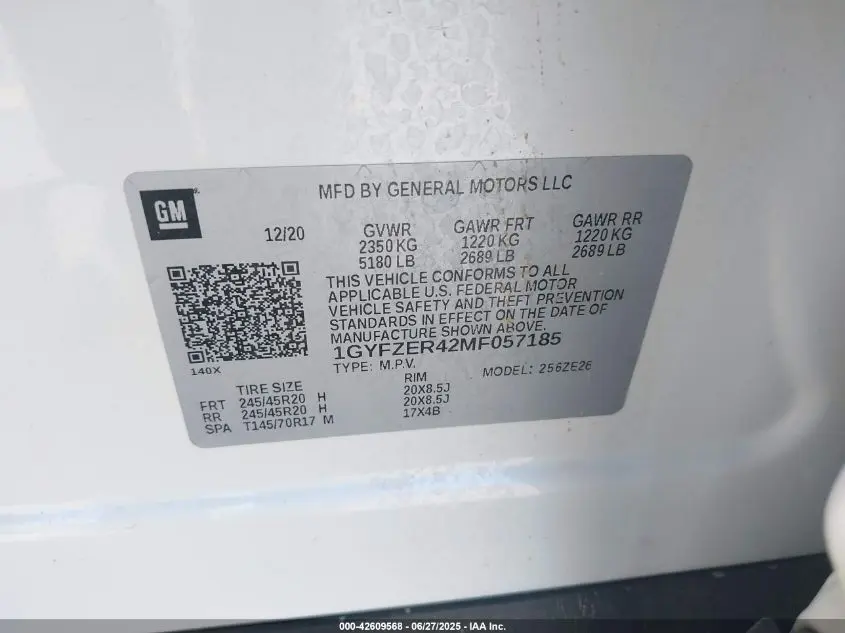 GM
MFD BY GENERAL MOTORS LLC
12/20
GVWR GAWR FRT GAWR RR
2350 KG 1220 KG 1220 KG
5180 LB 2689 LB 2689 LB
THIS VEHICLE CONFORMS TO ALL
APPLICABLE U.S. FEDERAL MOTOR
VEHICLE SAFETY AND THEFT PREVENTION
STANDARDS IN EFFECT ON THE DATE OF
MANUFACTURE SHOWN ABOVE.
1GYFZER42MF057185
140X
TYPE: M.P.V. MODEL: 256ZE26
TIRE SIZE RIM
FRT 245/45R20 H 20X8.5J
RR 245/45R20 H 20X8.5J
SPA T145/70R17 M 17X4B
000-42609568 — 06/27/2025 — IAA Inc.